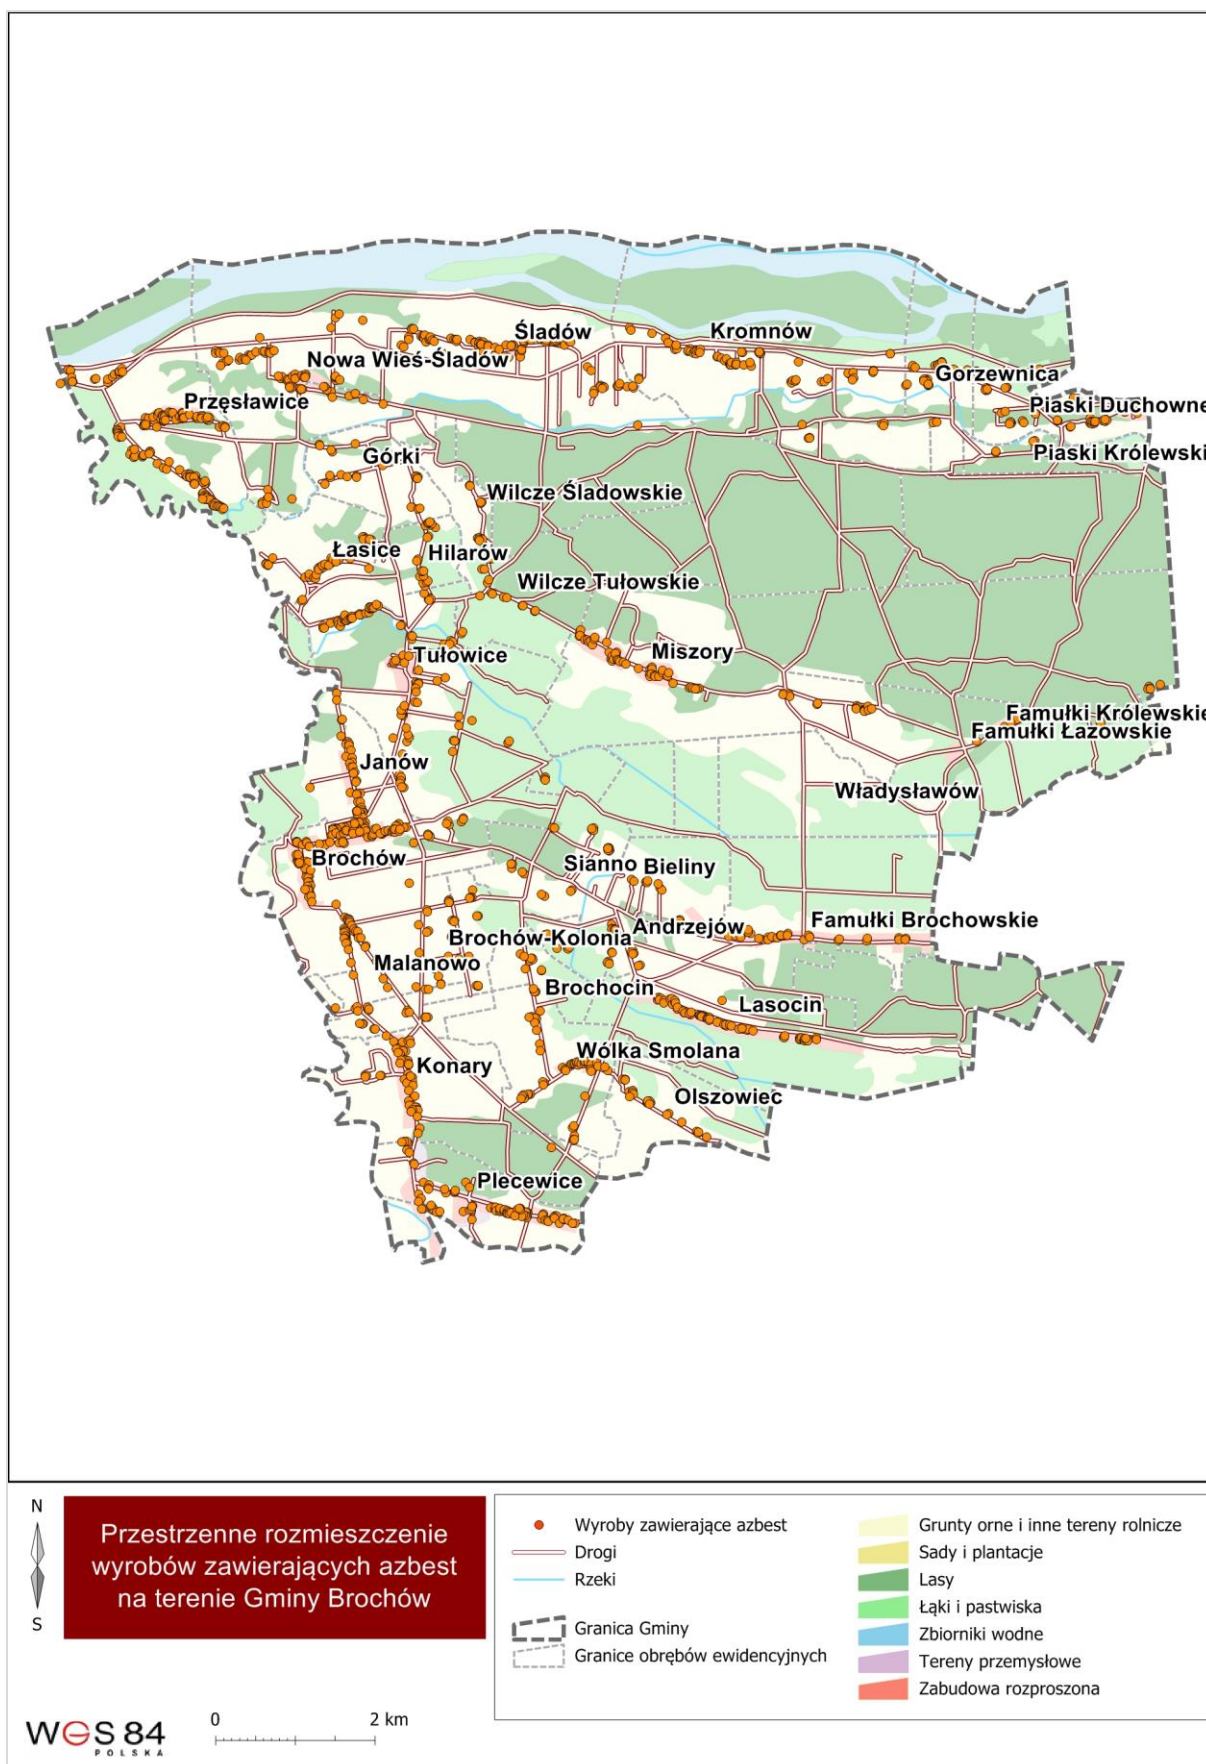 Śladów
Kromnów
Nowa Wieś-Śladów
Gorzewnica
Przęsławice
Piaski Duchowne
Górki
Piaski Królewski
Wilcze Śladowskie
Łasice
Hilarów
Wilcze Tułowskie
Tułowice
Miszory
Famułki Królewskie
Famułki Łazowskie
Janów
Władysławów
Brochów
Sianno
Bieliny
Famułki Brochowskie
Andrzejów
Brochów-Kolonia
Malanowo
Brochocin
Lasocin
Wólka Smolana
Konary
Olszowiec
Plecewice
N
S
Przestrzenne rozmieszczenie
wyrobów zawierających azbest
na terenie Gminy Brochów
WGS 84
POLSKA
0
2 km
Wyroby zawierające azbest
Drogi
Rzeki
Granica Gminy
Granice obrębów ewidencyjnych
Grunty orne i inne tereny rolnicze
Sady i plantacje
Lasy
Łąki i pastwiska
Zbiorniki wodne
Tereny przemysłowe
Zabudowa rozproszona